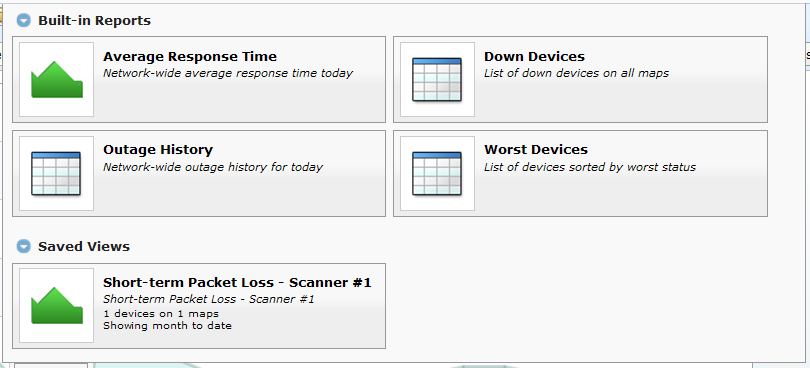 Built-in Reports
Average Response Time
Network-wide average response time today
Down Devices
List of down devices on all maps
Outage History
Network-wide outage history for today
Worst Devices
List of devices sorted by worst status
Saved Views
Short-term Packet Loss - Scanner #1
Short-term Packet Loss - Scanner #1
1 devices on 1 maps
Showing month to date